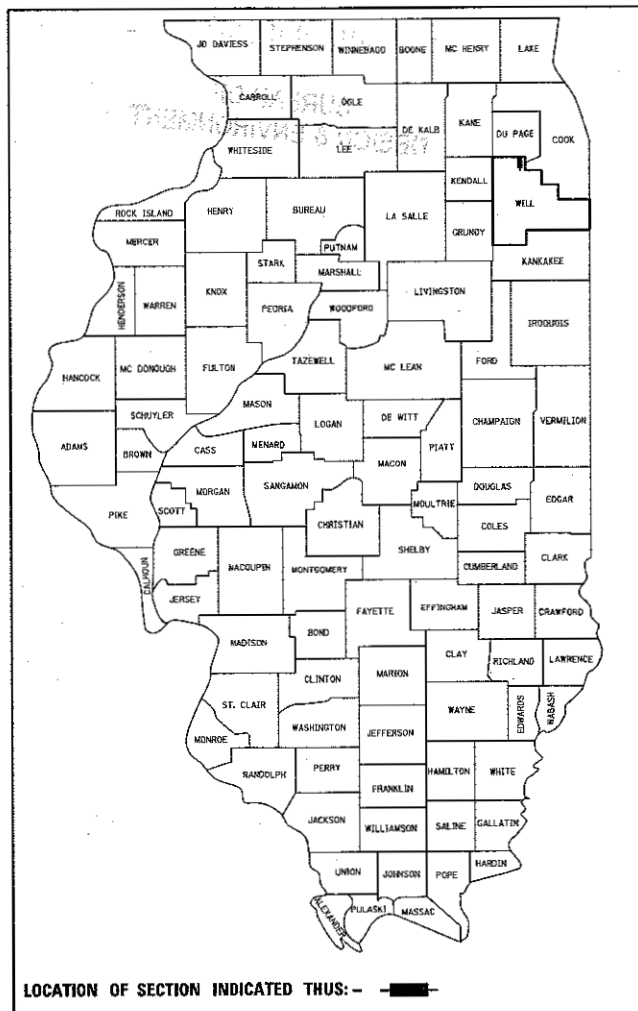 JO DAVIESS STEPHENSON WINNEBAGO BOONE MC HENRY LAKE
CARROLL OGLE DE KALB KANE DU PAGE COOK
WHITESIDE LEE KENDALL WELL
ROCK ISLAND HENRY BUREAU LA SALLE GRUNDY
MERCER PUTNAM KANKAKEE
HENDERSON WARREN KNOX STARK MARSHALL LIVINGSTON
PEORIA WOODFORD IROQUOIS
HANCOCK MC DONOUGH FULTON TAZEWELL MC LEAN FORD
MASON
SCHUYLER LOGAN DE WITT CHAMPAIGN VERMILION
ADAMS BROWN CASS MENARD PIATT
MACON
PIKE SCOTT MORGAN SANGAMON MOULTRIE DOUGLAS EDGAR
CHRISTIAN COLES
CALHOUN GREENE MACOUPIN MONTGOMERY SHELBY CUMBERLAND CLARK
JERSEY
MADISON BOND FAYETTE EFFINGHAM JASPER CRAWFORD
CLINTON MARION CLAY RICHLAND LAWRENCE
ST. CLAIR WASHINGTON WAYNE EDWARDS WABASH
MONROE JEFFERSON
RANDOLPH PERRY FRANKLIN HAMILTON WHITE
JACKSON WILLIAMSON SALINE GALLATIN
UNION JOHNSON POPE HARDIN
ALEXANDER PULASKI MASSAC
LOCATION OF SECTION INDICATED THUS:-